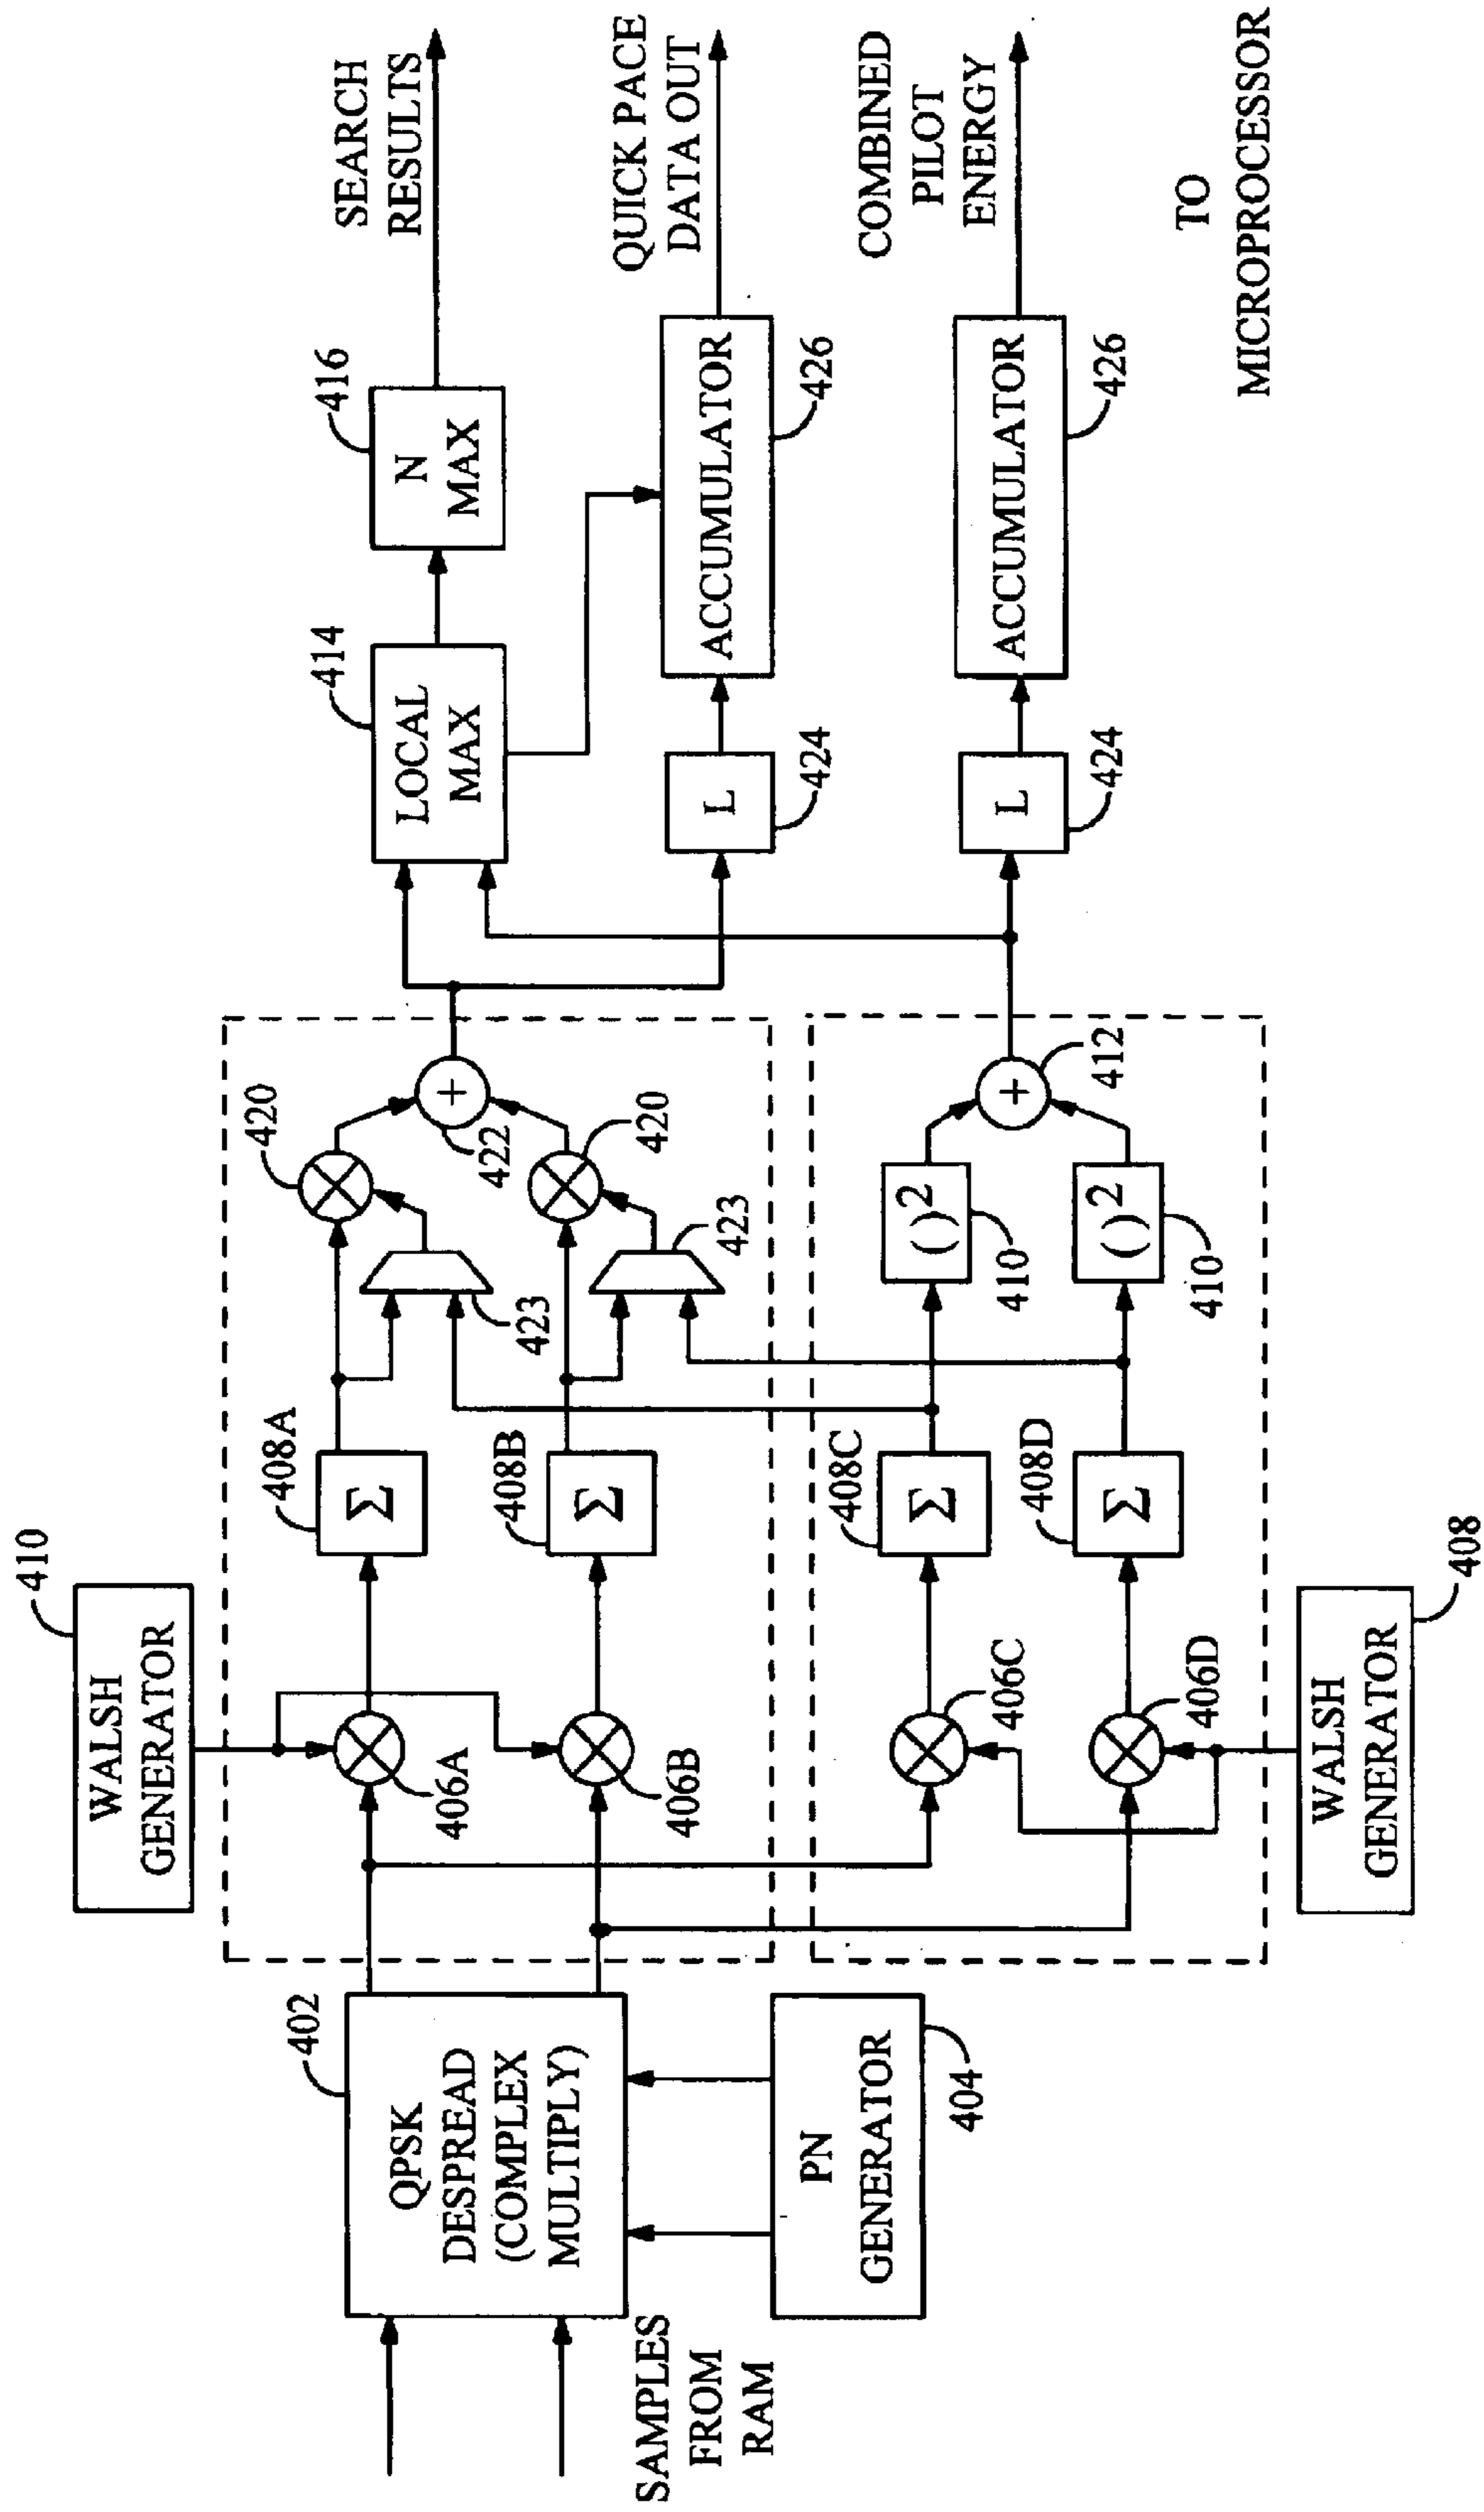 SAMPLES
FROM
RAM
402
QPSK
DESPREAD
(COMPLEX
MULTIPLY)
PN
GENERATOR
404
410
WALSH
GENERATOR
406A
406B
406C
406D
WALSH
GENERATOR
408
408A
Σ
408B
Σ
408C
Σ
408D
Σ
423
423
420
420
422
+
( )2
410
( )2
410
+
412
414
LOCAL
MAX
416
N
MAX
L
424
L
424
ACCUMULATOR
426
ACCUMULATOR
426
SEARCH
RESULTS
QUICK PACE
DATA OUT
COMBINED
PILOT
ENERGY
TO
MICROPROCESSOR